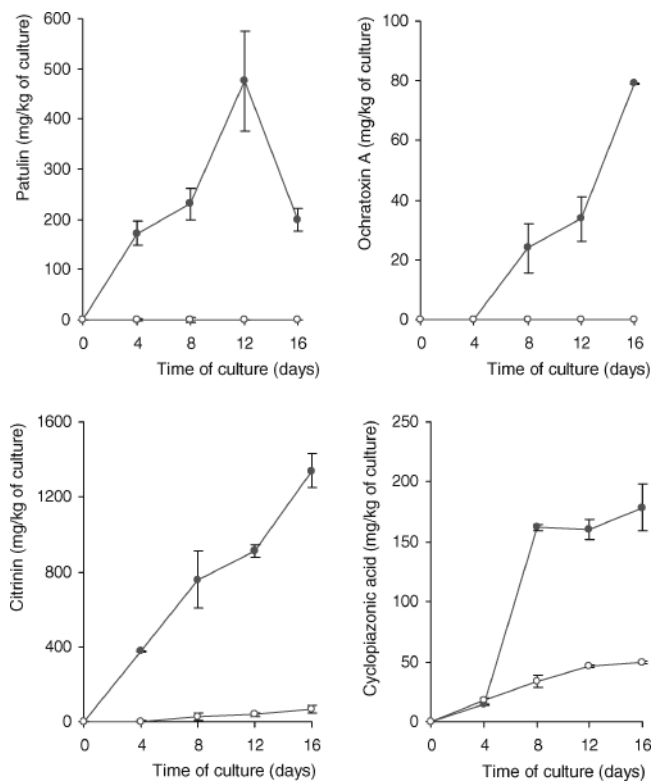 Patulin (mg/kg of culture)
600
500
400
300
200
100
0
0 4 8 12 16
Time of culture (days)
Ochratoxin A (mg/kg of culture)
100
80
60
40
20
0
0 4 8 12 16
Time of culture (days)
Citrinin (mg/kg of culture)
1600
1200
800
400
0
0 4 8 12 16
Time of culture (days)
Cyclopiazonic acid (mg/kg of culture)
250
200
150
100
50
0
0 4 8 12 16
Time of culture (days)